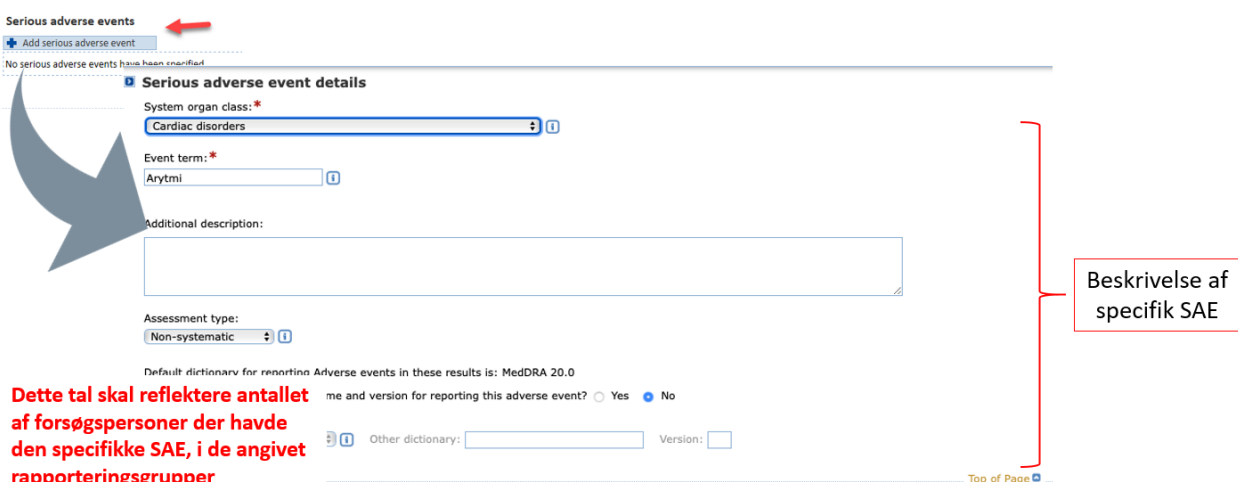 Serious adverse events
Add serious adverse event
No serious adverse events have been specified
Serious adverse event details
System organ class:*
Cardiac disorders
Event term:*
Arytmi
Additional description:
Assessment type:
Non-systematic
Default dictionary for reporting Adverse events in these results is: MedDRA 20.0
me and version for reporting this adverse event? Yes No
Other dictionary: Version:
Dette tal skal reflektere antallet
af forsøgspersoner der havde
den specifikke SAE, i de angivet
rapporteringsgrupper
Top of Page
Beskrivelse af
specifik SAE